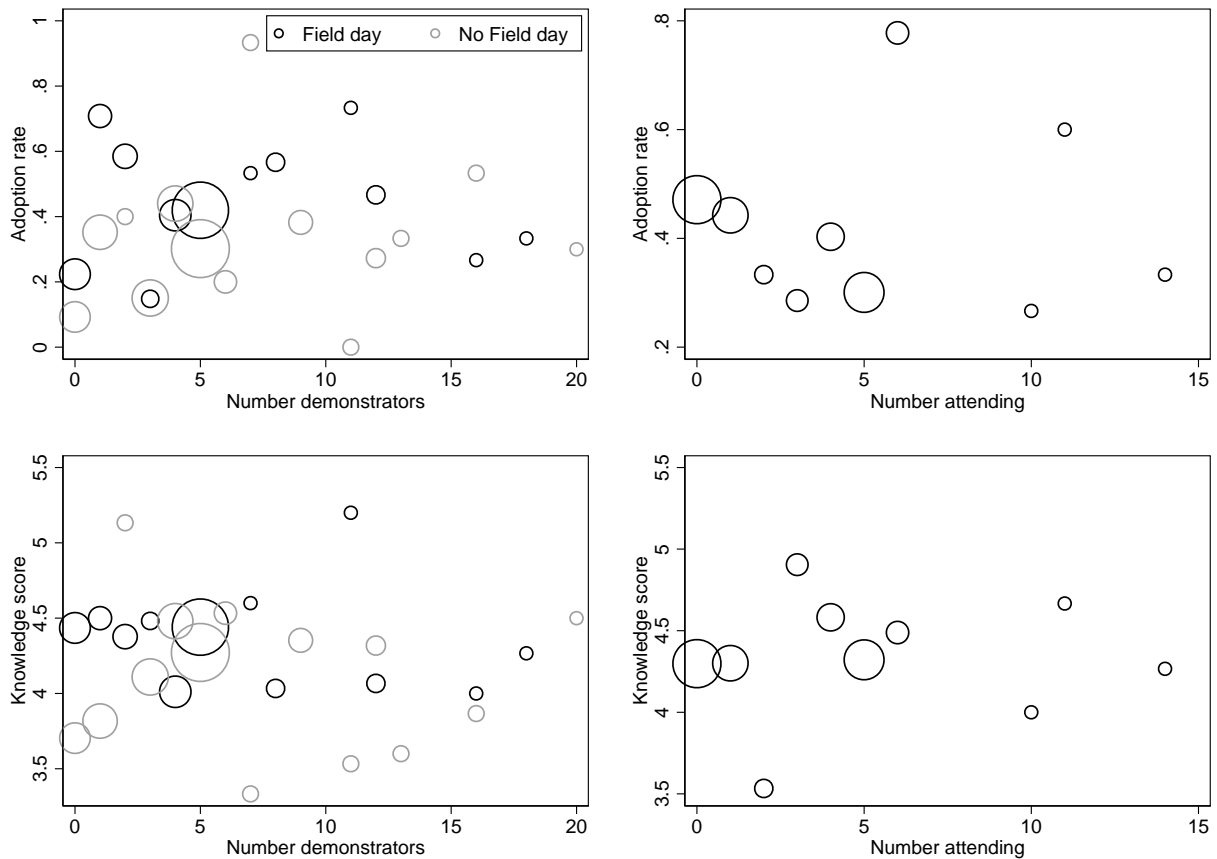 Field day No Field day
Adoption rate
0 .2 .4 .6 .8 1
0 5 10 15 20
Number demonstrators
Adoption rate
.2 .4 .6 .8
0 5 10 15
Number attending
Knowledge score
3.5 4 4.5 5 5.5
0 5 10 15 20
Number demonstrators
Knowledge score
3.5 4 4.5 5 5.5
0 5 10 15
Number attending